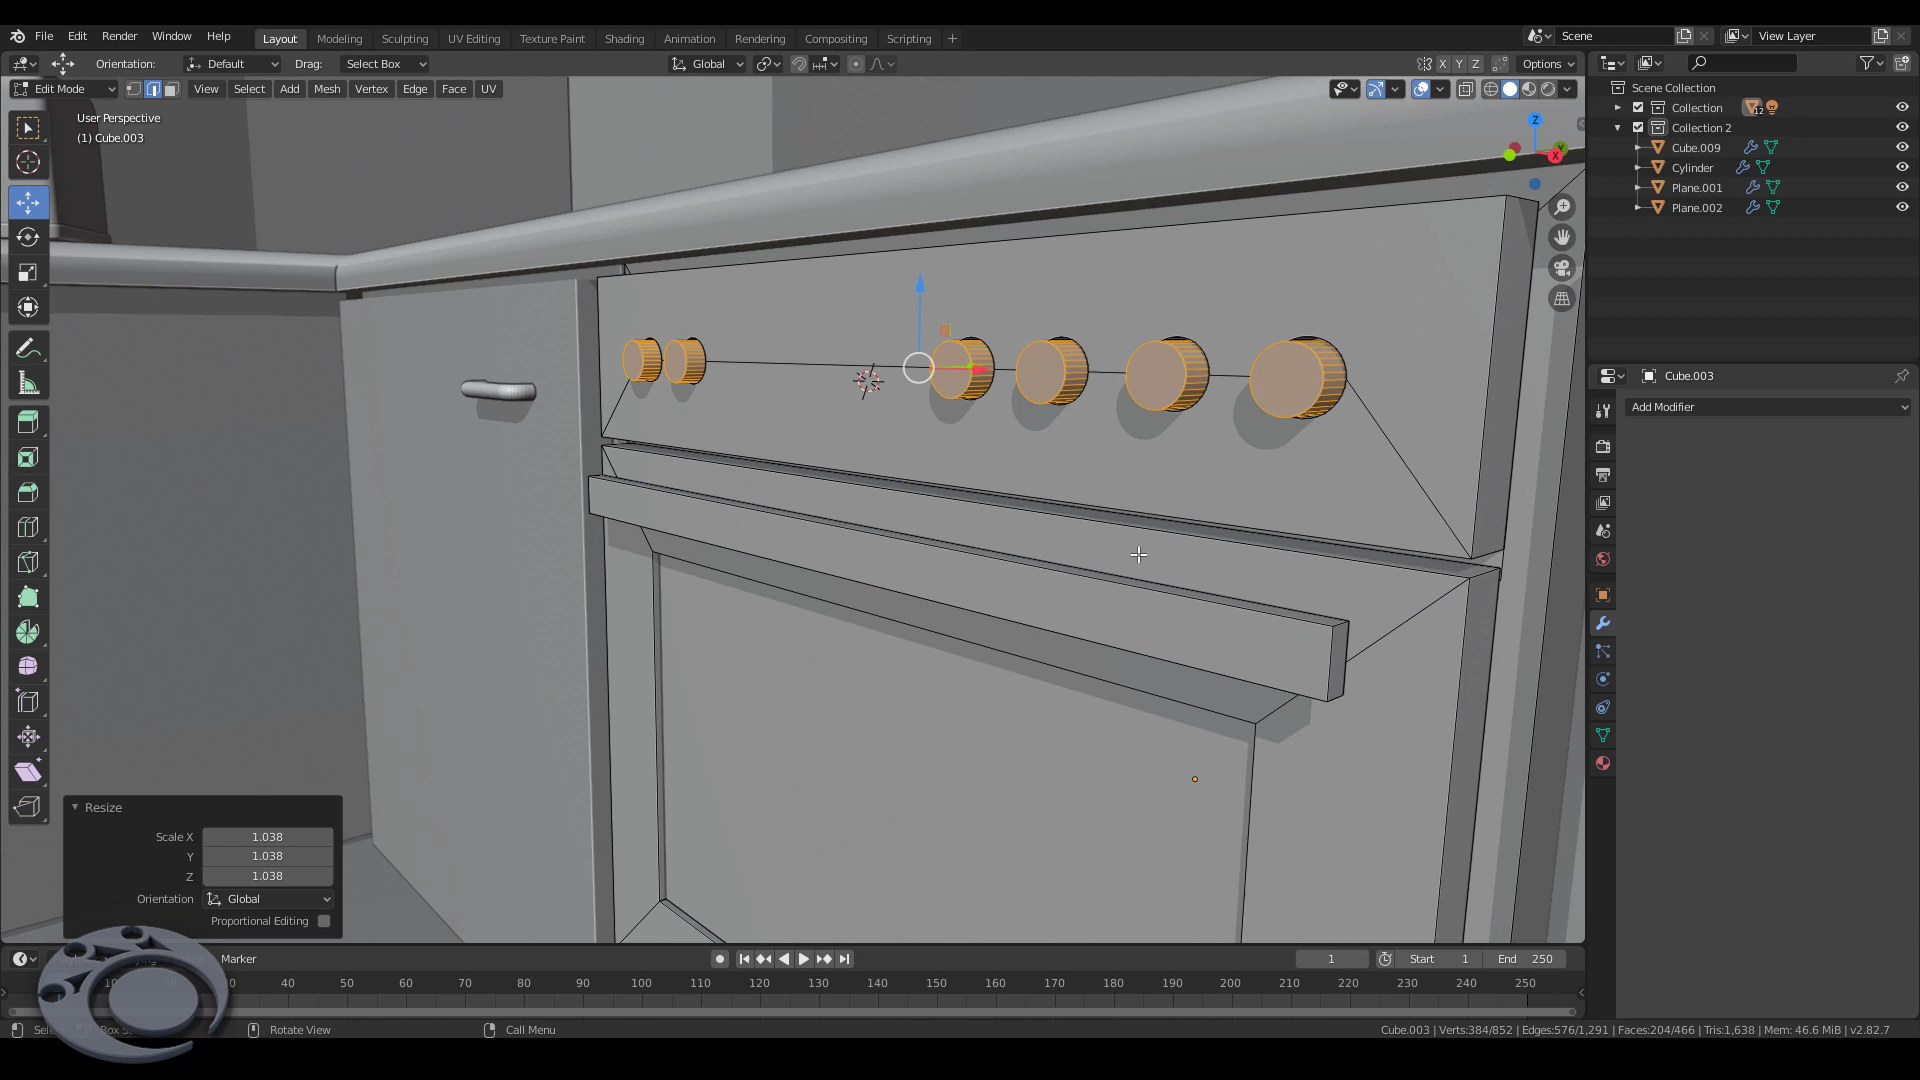 File Edit Render Window Help Layout Modeling Sculpting UV Editing Texture Paint Shading Animation Rendering Compositing Scripting + Scene View Layer
Orientation: Default Drag: Select Box Global X Y Z Options
Edit Mode View Select Add Mesh Vertex Edge Face UV
User Perspective
(1) Cube.003
Z
Y
X
Scene Collection
Collection 12
Collection 2
Cube.009
Cylinder
Plane.001
Plane.002
Cube.003
Add Modifier
Resize
Scale X 1.038
Y 1.038
Z 1.038
Orientation Global
Proportional Editing
Marker 1 Start 1 End 250
40 50 60 70 80 90 100 110 120 130 140 150 160 170 180 190 200 210 220 230 240 250
Rotate View Call Menu Cube.003 | Verts:384/852 | Edges:576/1,291 | Faces:204/466 | Tris:1,638 | Mem: 46.6 MiB | v2.82.7